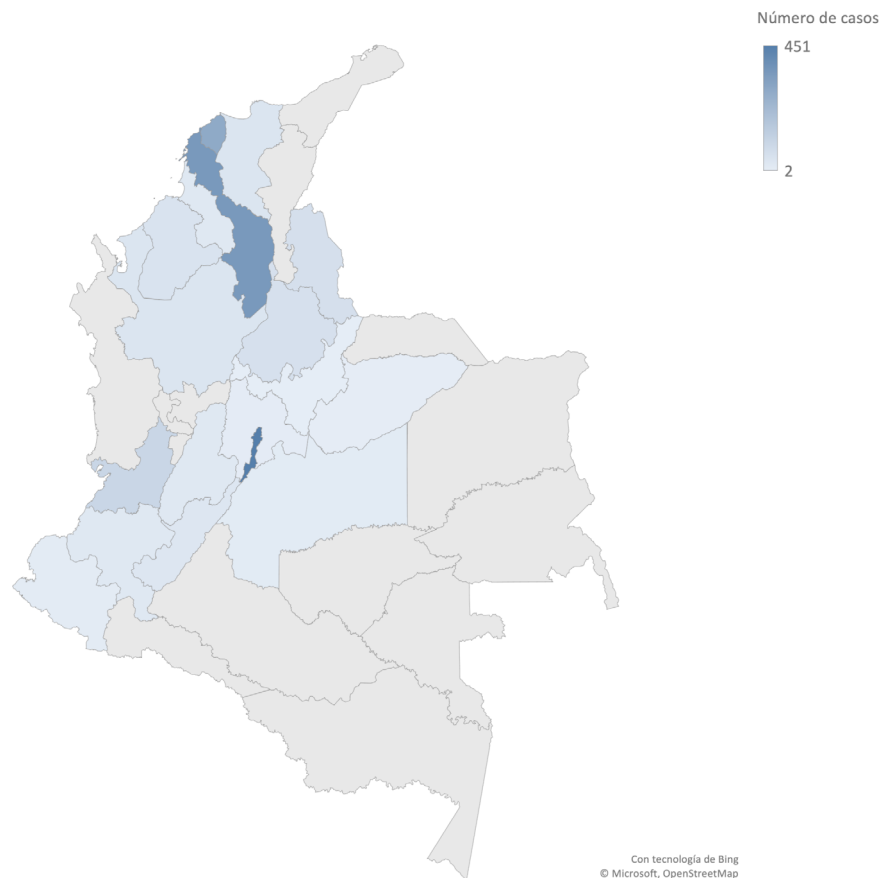 Número de casos
451
2
Con tecnología de Bing
© Microsoft, OpenStreetMap